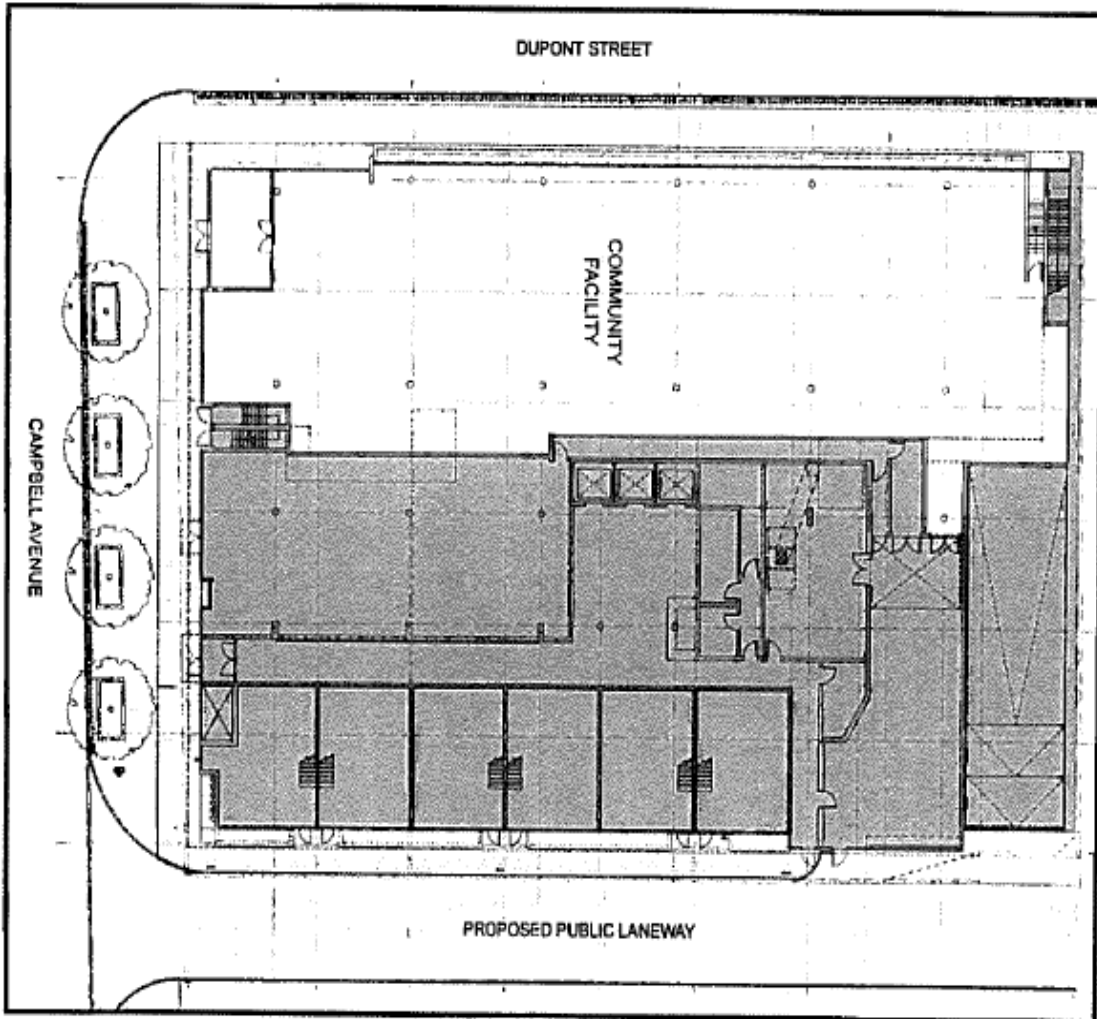 DUPONT STREET
COMMUNITY
FACILITY
CAMPBELL AVENUE
PROPOSED PUBLIC LANEWAY